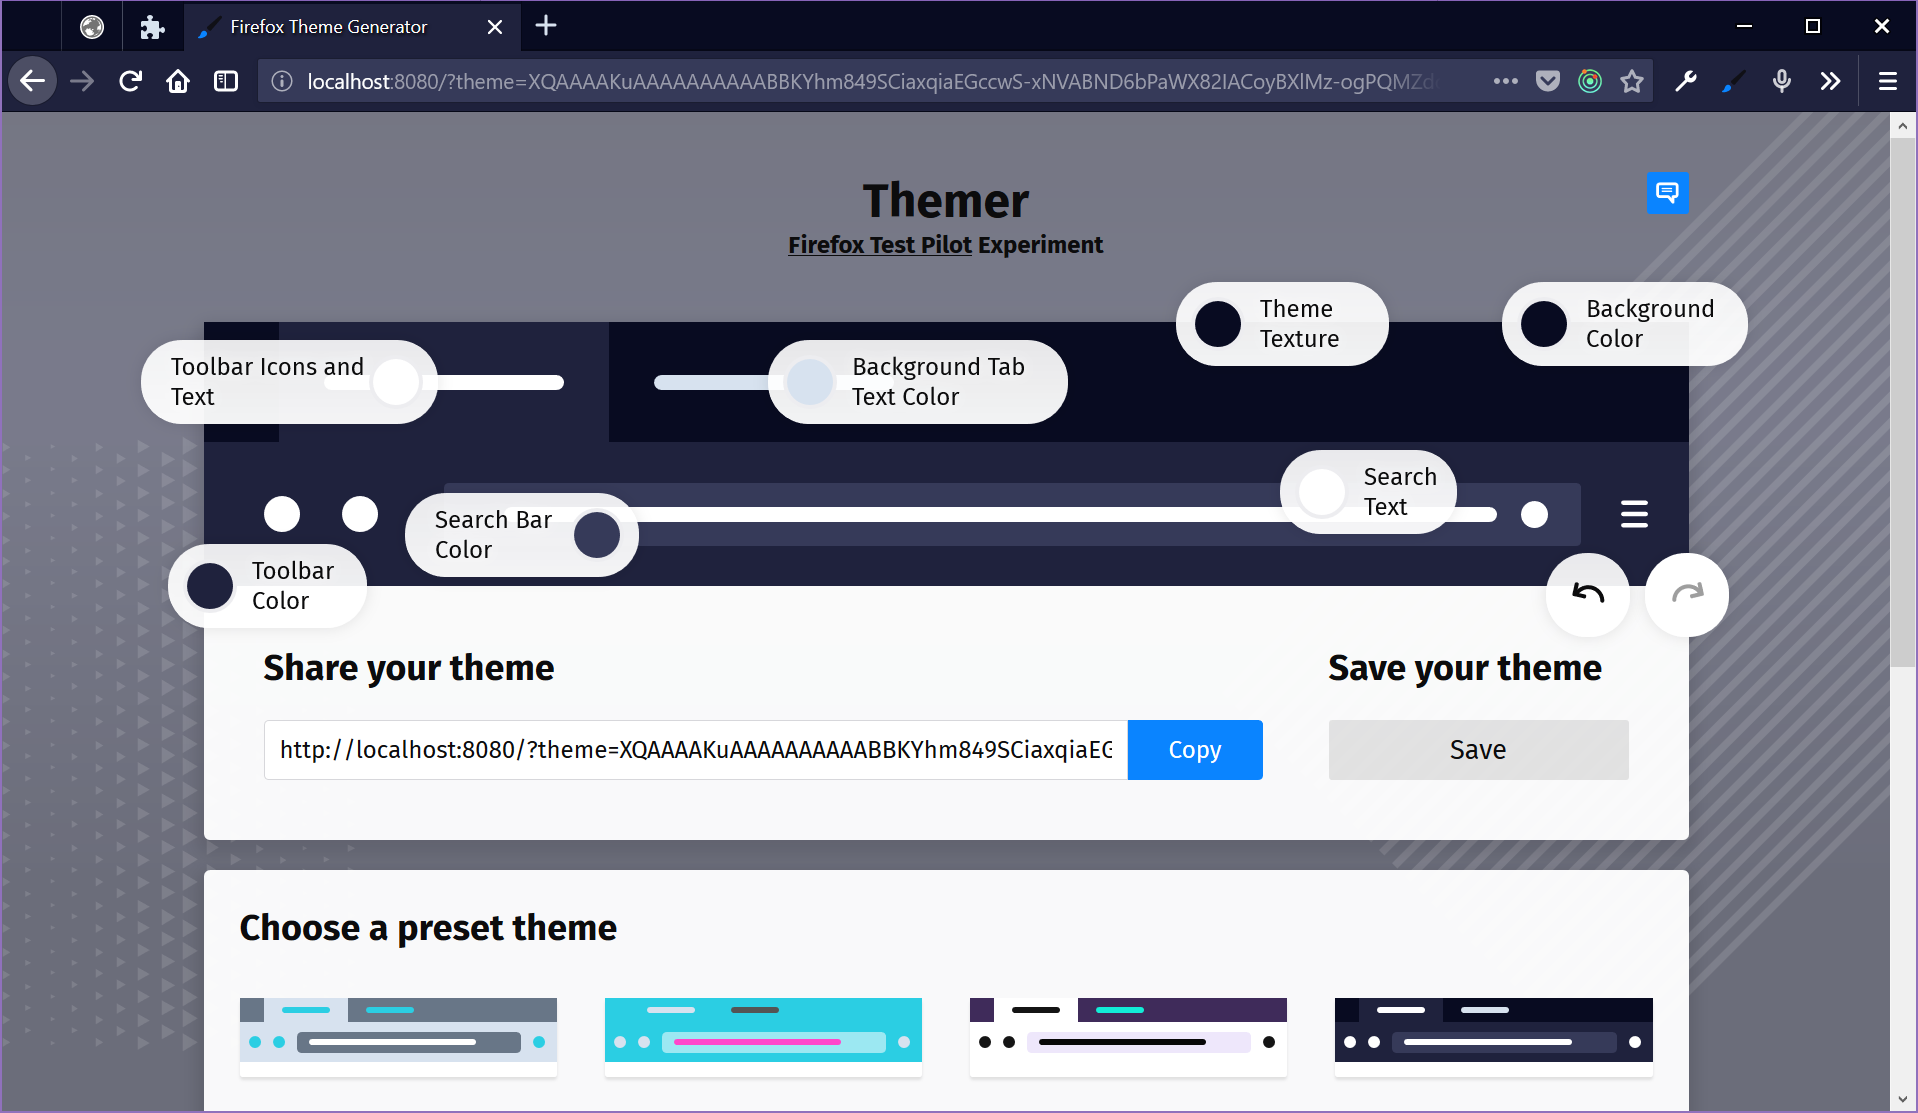 Firefox Theme Generator
localhost:8080/?theme=XQAAAAKuAAAAAAAAAABBKYhm849SCiaxqiaEGccwS-xNVABND6bPaWX82IACoyBXlMz-ogPQMZd
Themer
Firefox Test Pilot Experiment
Theme
Texture
Background
Color
Toolbar Icons and
Text
Background Tab
Text Color
Search
Text
Search Bar
Color
Toolbar
Color
Share your theme
Save your theme
http://localhost:8080/?theme=XQAAAAKuAAAAAAAAAABBKYhm849SCiaxqiaEG
Copy
Save
Choose a preset theme